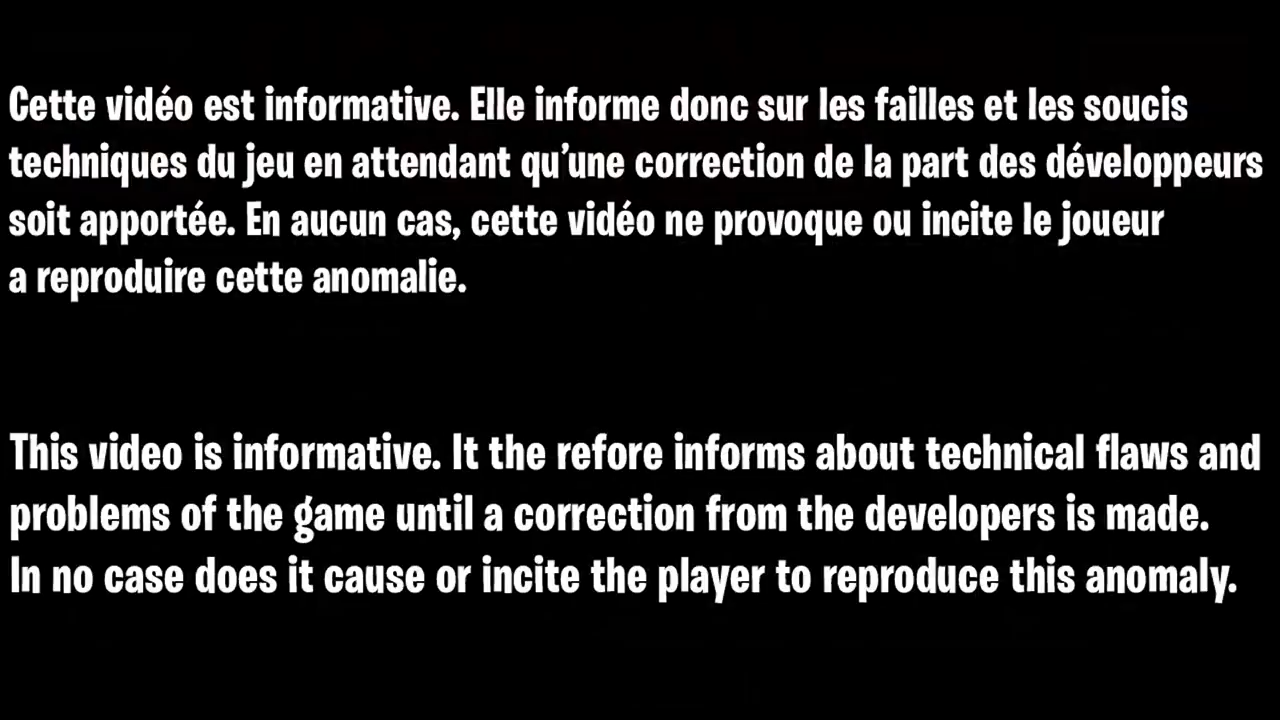 Cette vidéo est informative. Elle informe donc sur les failles et les soucis
techniques du jeu en attendant qu'une correction de la part des développeurs
soit apportée. En aucun cas, cette vidéo ne provoque ou incite le joueur
a reproduire cette anomalie.
This video is informative. It the refore informs about technical flaws and
problems of the game until a correction from the developers is made.
In no case does it cause or incite the player to reproduce this anomaly.